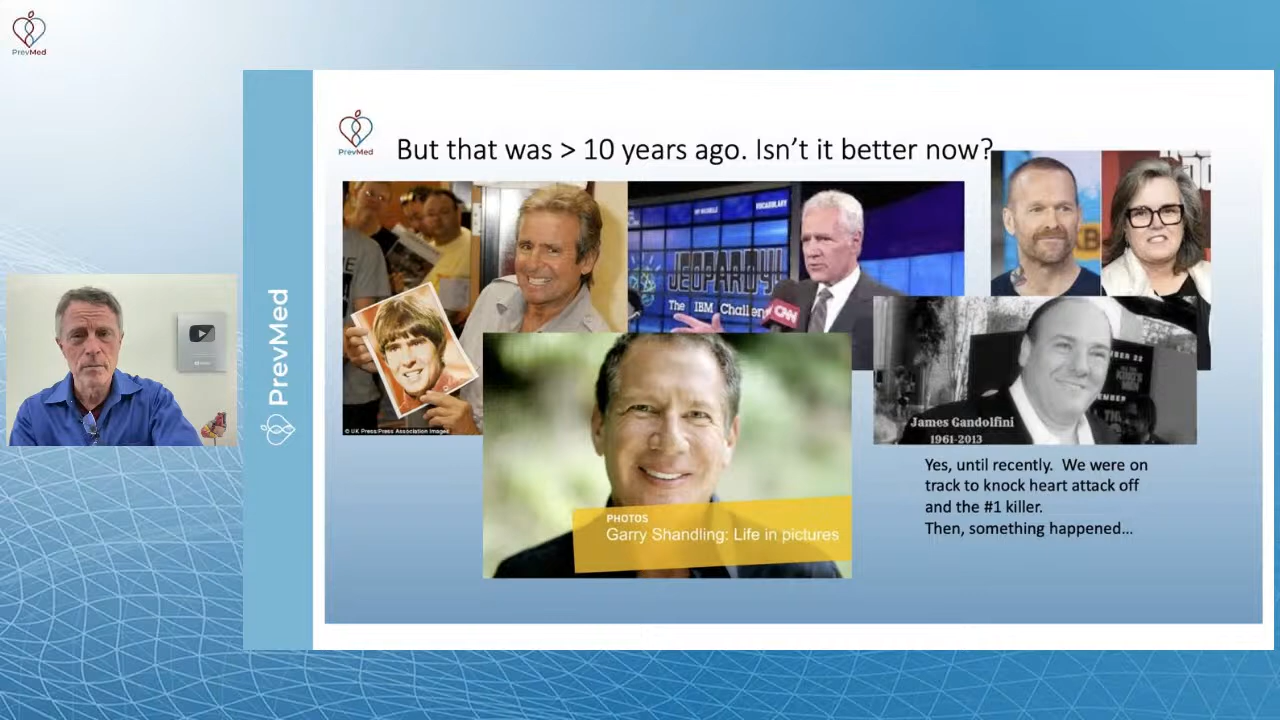 PrevMed
PrevMed
PrevMed
But that was > 10 years ago. Isn't it better now?
JEOPARDY!
The IBM Challen
CNN
VOCABULARY
© UK Press/Press Association Images
PHOTOS
Garry Shandling: Life in pictures
James Gandolfini
1961-2013
Yes, until recently. We were on
track to knock heart attack off
and the #1 killer.
Then, something happened…